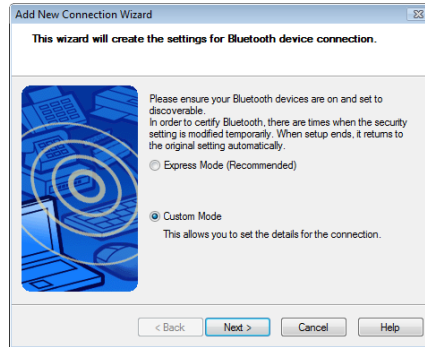 Add New Connection Wizard
This wizard will create the settings for Bluetooth device connection.
Please ensure your Bluetooth devices are on and set to
discoverable.
In order to certify Bluetooth, there are times when the security
setting is modified temporarily. When setup ends, it returns to
the original setting automatically.
Express Mode (Recommended)
Custom Mode
This allows you to set the details for the connection.
< Back Next > Cancel Help